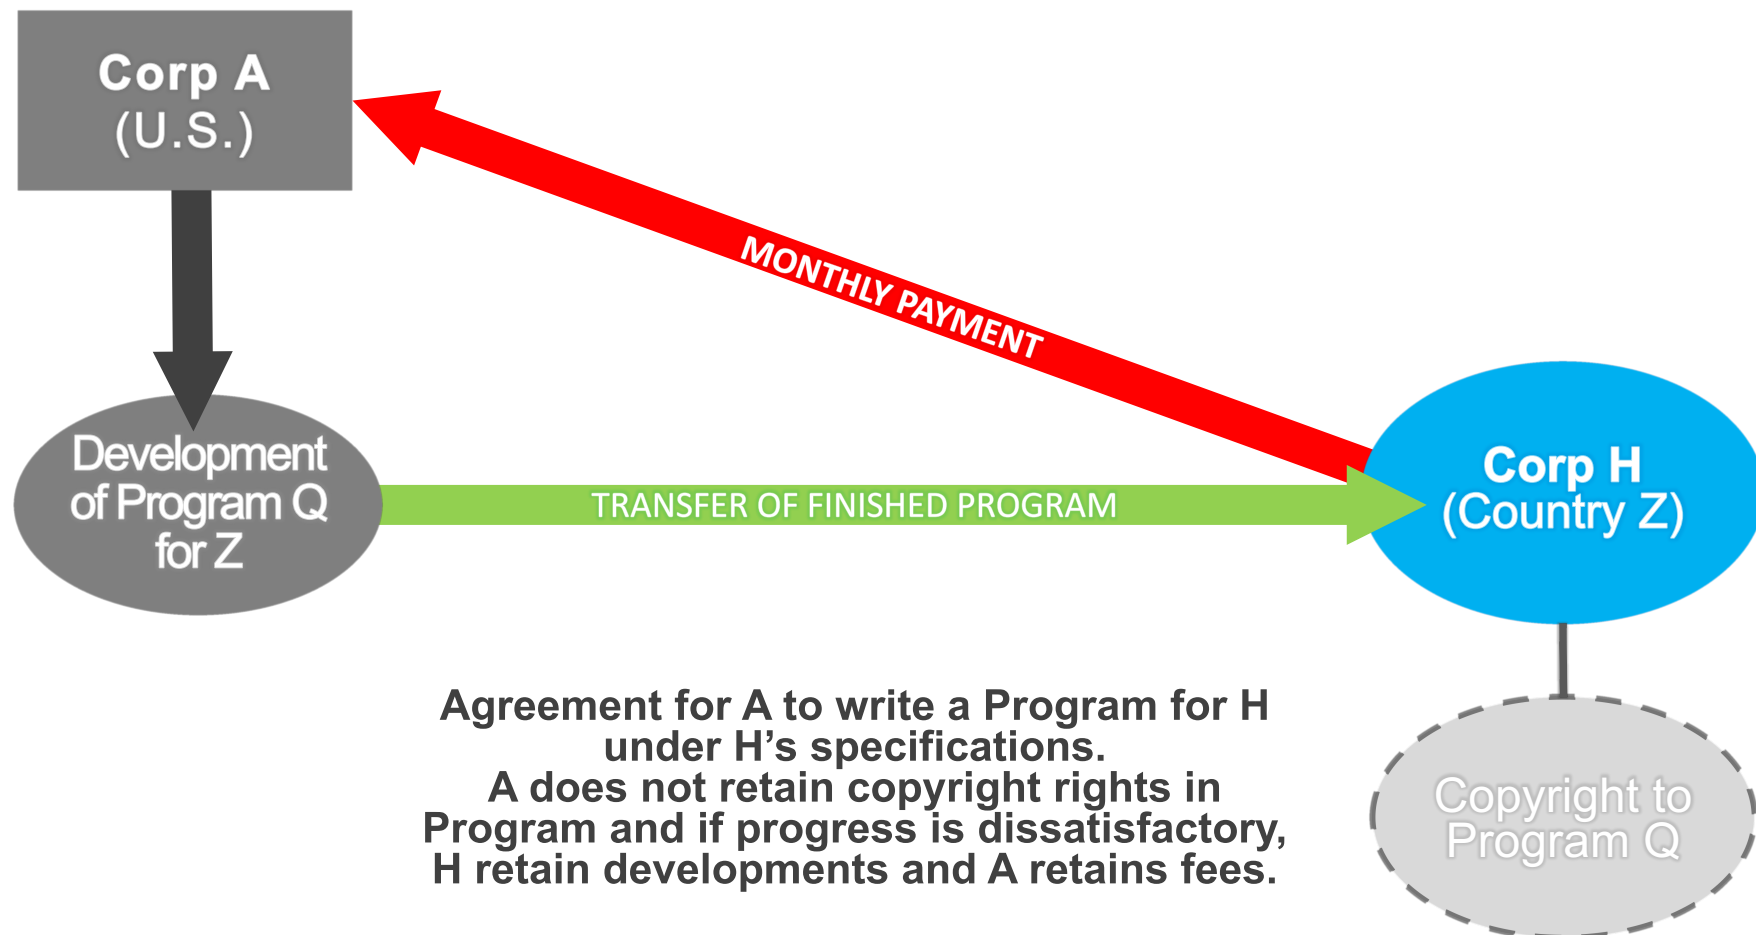 Corp A
(U.S.)
MONTHLY PAYMENT
Development
of Program Q
for Z
TRANSFER OF FINISHED PROGRAM
Corp H
(Country Z)
Agreement for A to write a Program for H
under H’s specifications.
A does not retain copyright rights in
Program and if progress is dissatisfactory,
H retain developments and A retains fees.
Copyright to
Program Q